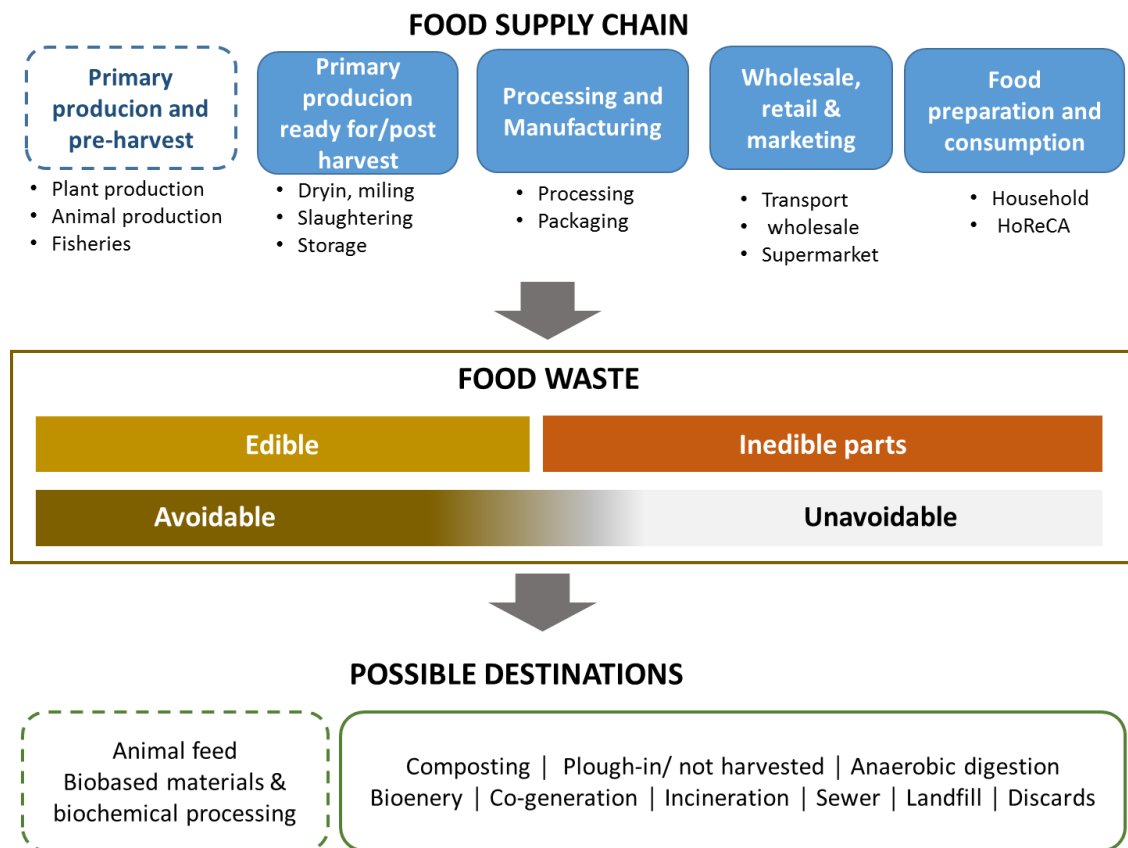 FOOD SUPPLY CHAIN
Primary
producion and
pre-harvest
• Plant production
• Animal production
• Fisheries
Primary
producion
ready for/post
harvest
• Dryin, miling
• Slaughtering
• Storage
Processing and
Manufacturing
• Processing
• Packaging
Wholesale,
retail &
marketing
• Transport
• wholesale
• Supermarket
Food
preparation and
consumption
• Household
• HoReCA
FOOD WASTE
Edible
Inedible parts
Avoidable
Unavoidable
POSSIBLE DESTINATIONS
Animal feed
Biobased materials &
biochemical processing
Composting | Plough-in/ not harvested | Anaerobic digestion
Bioenery | Co-generation | Incineration | Sewer | Landfill | Discards